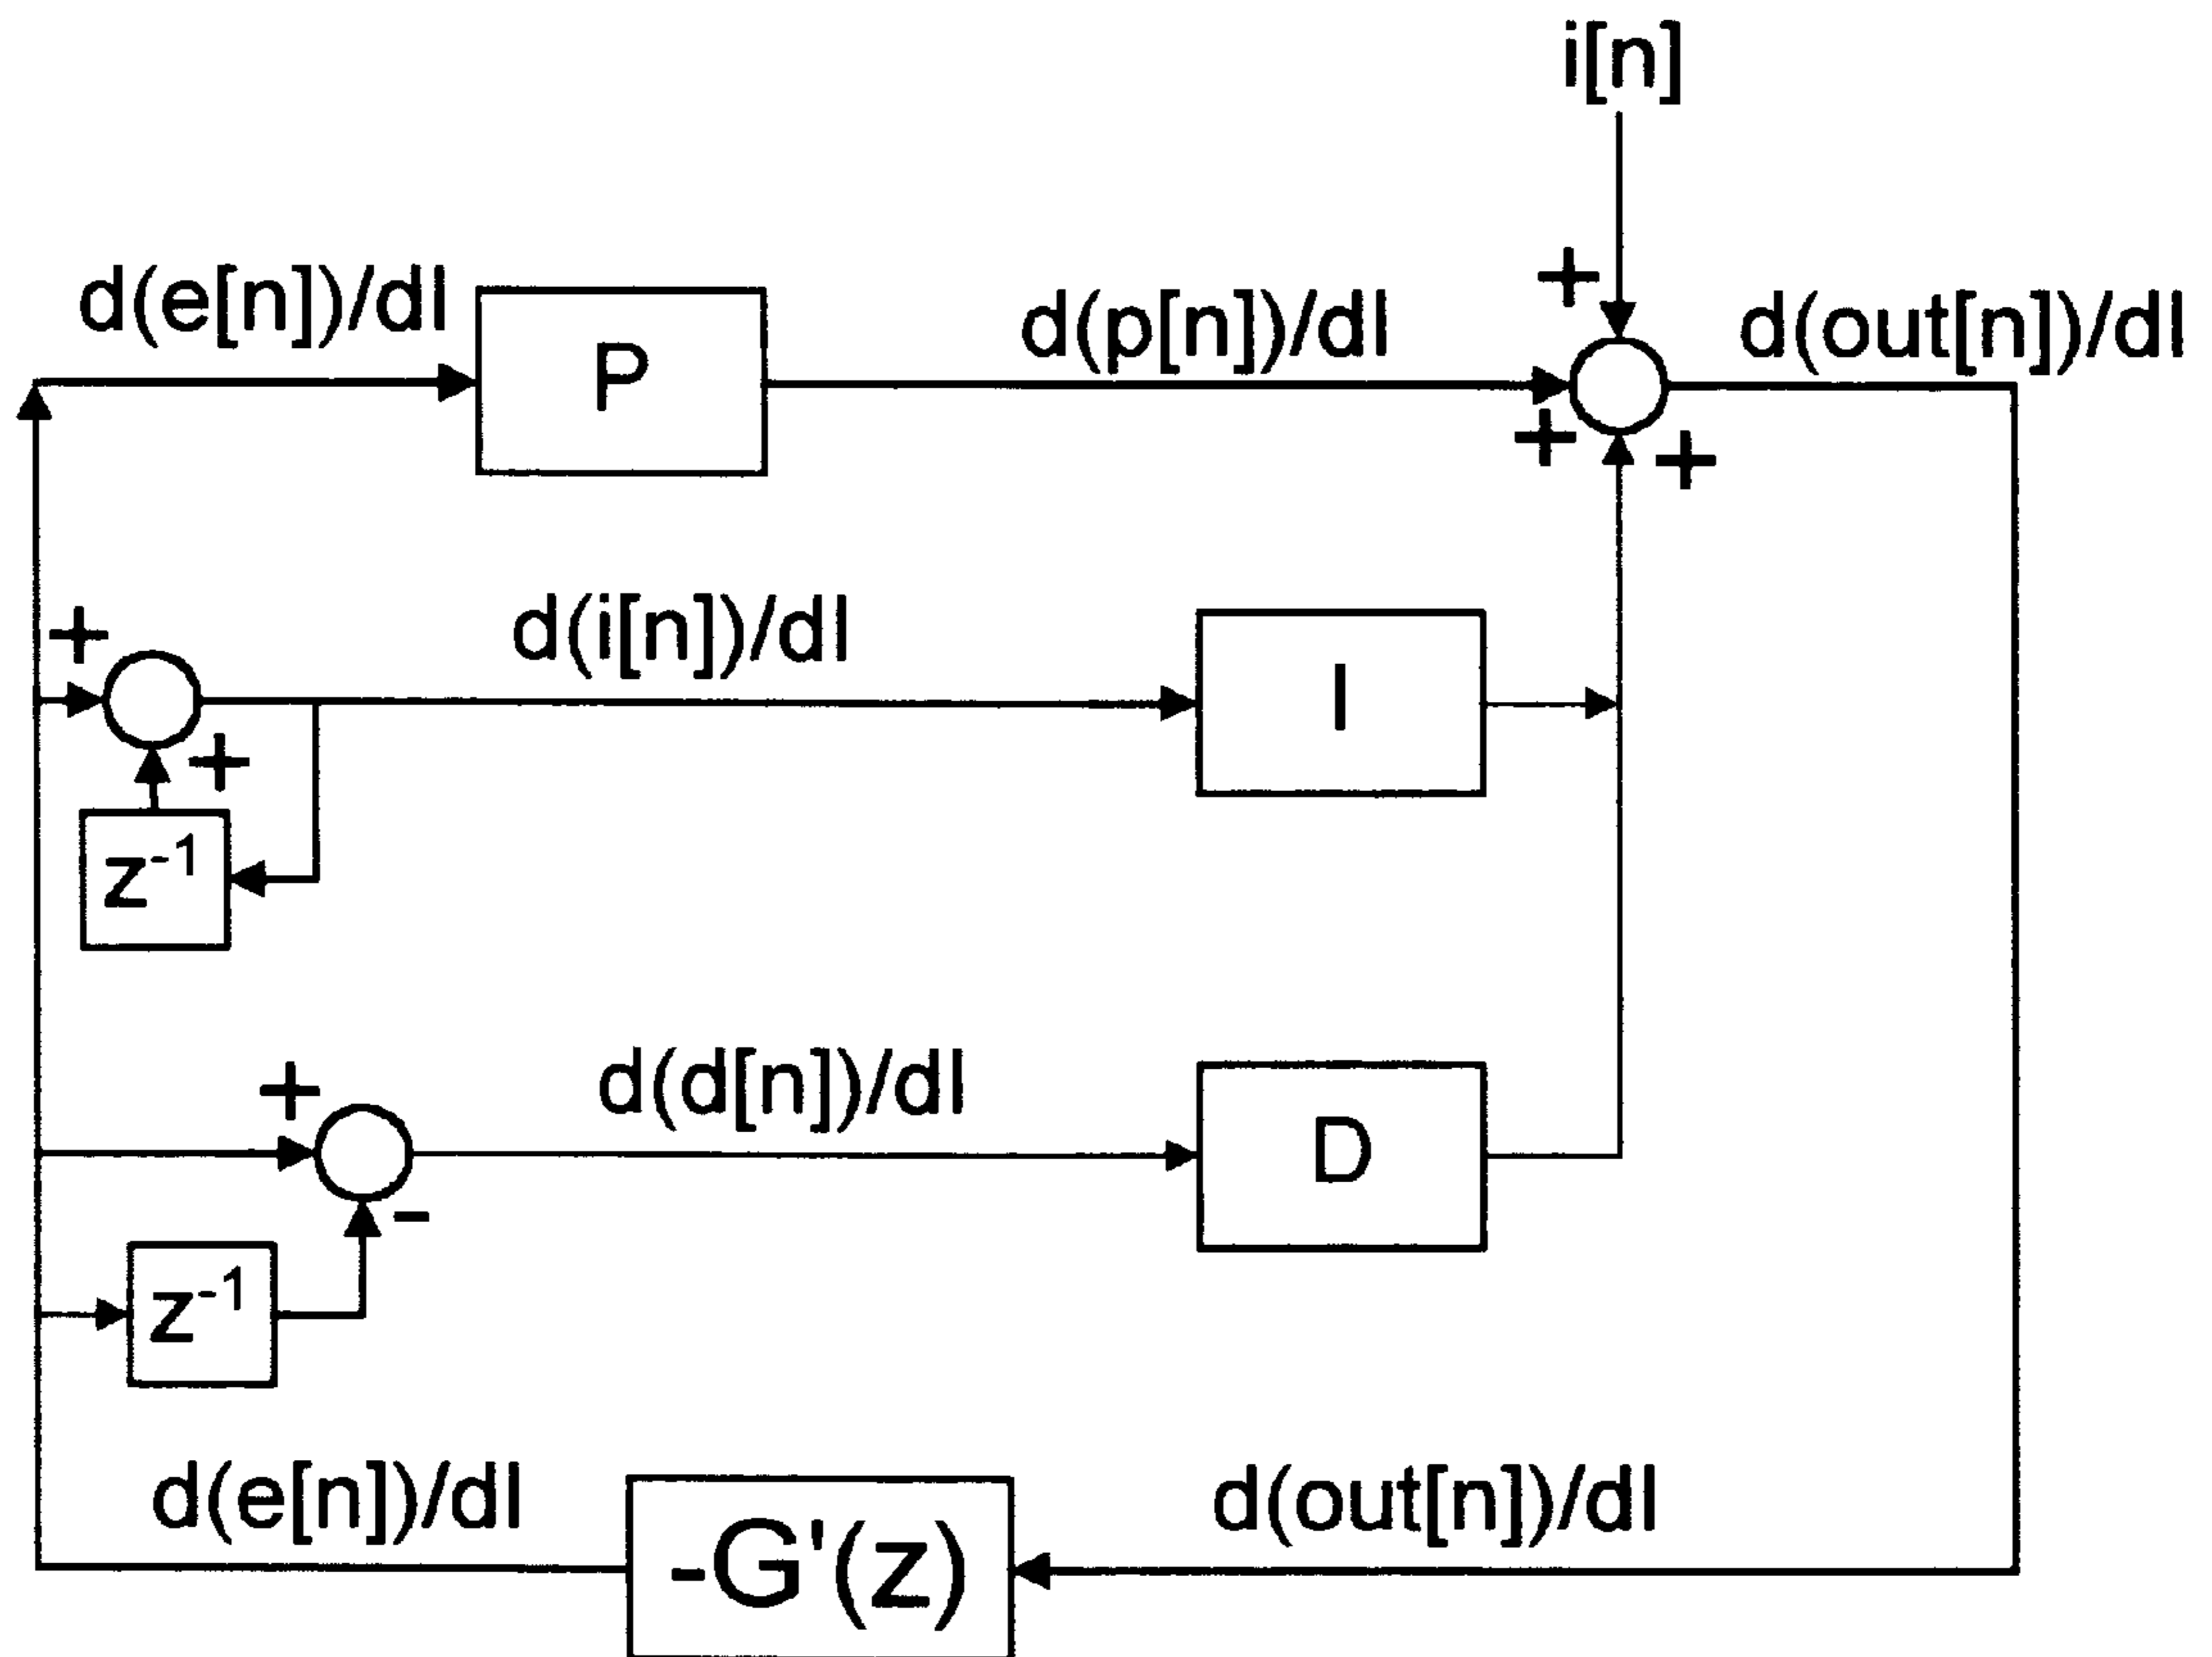 i[n]
+
d(e[n])/dI
P
d(p[n])/dI
d(out[n])/dI
+
+
+
d(i[n])/dI
I
+
z-1
+
d(d[n])/dI
D
-
z-1
d(e[n])/dI
-G'(z)
d(out[n])/dI